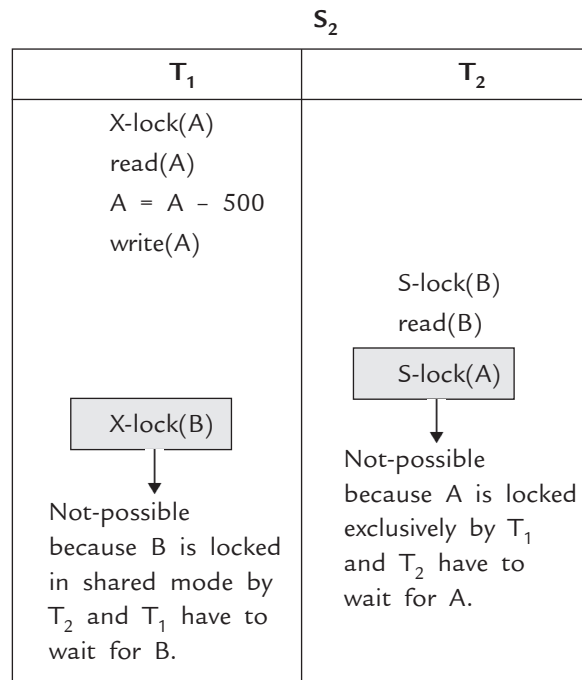 S₂
T₁
T₂
X-lock(A)
read(A)
A = A – 500
write(A)
S-lock(B)
read(B)
S-lock(A)
X-lock(B)
Not-possible
because B is locked
in shared mode by
T₂ and T₁ have to
wait for B.
Not-possible
because A is locked
exclusively by T₁
and T₂ have to
wait for A.